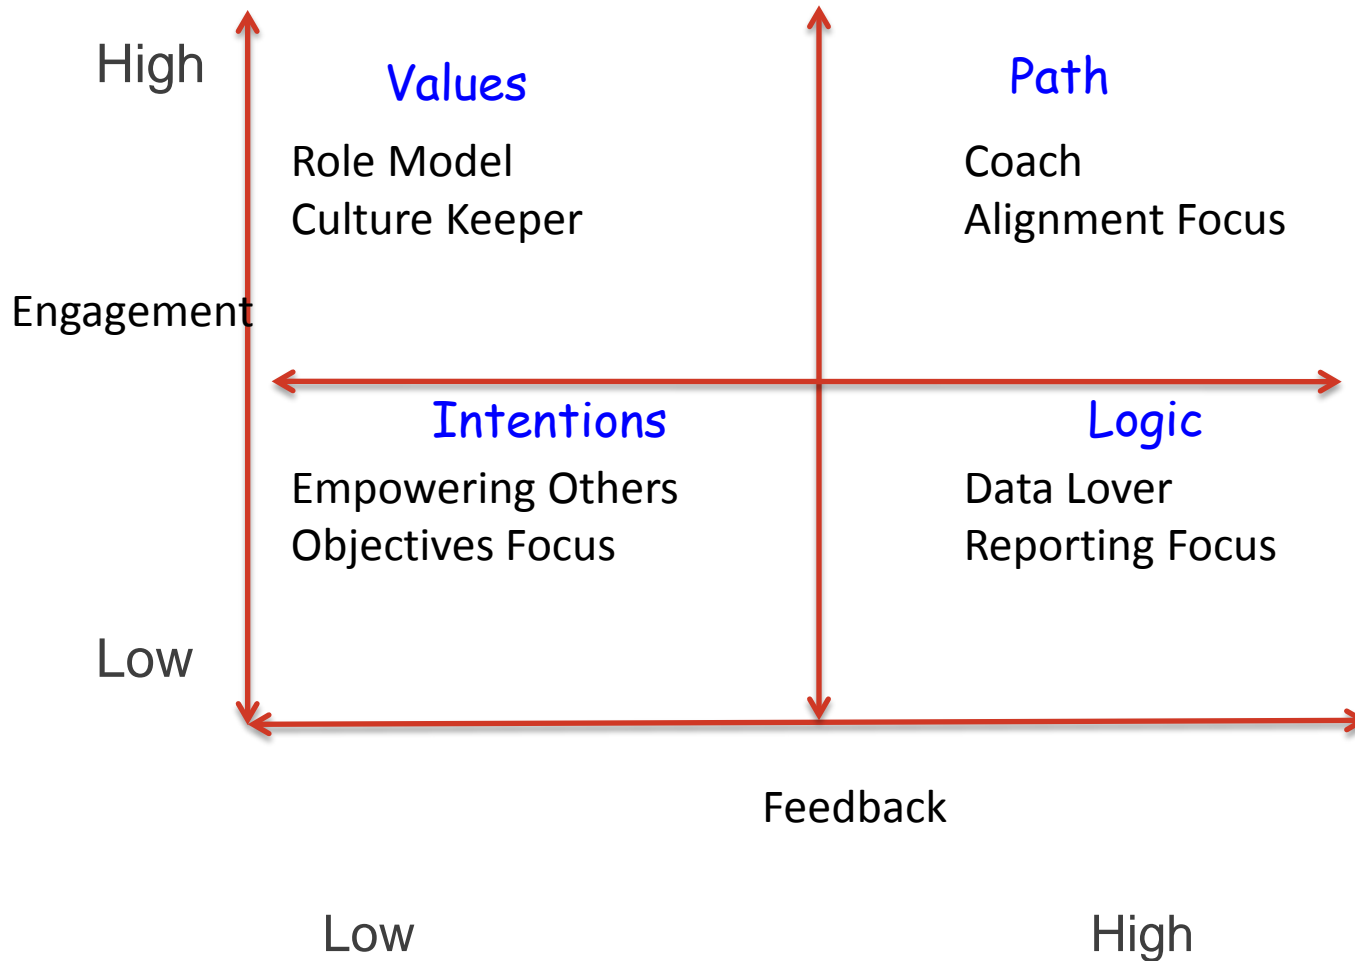 High
Values
Role Model
Culture Keeper
Path
Coach
Alignment Focus
Engagement
Intentions
Empowering Others
Objectives Focus
Logic
Data Lover
Reporting Focus
Low
Feedback
Low
High